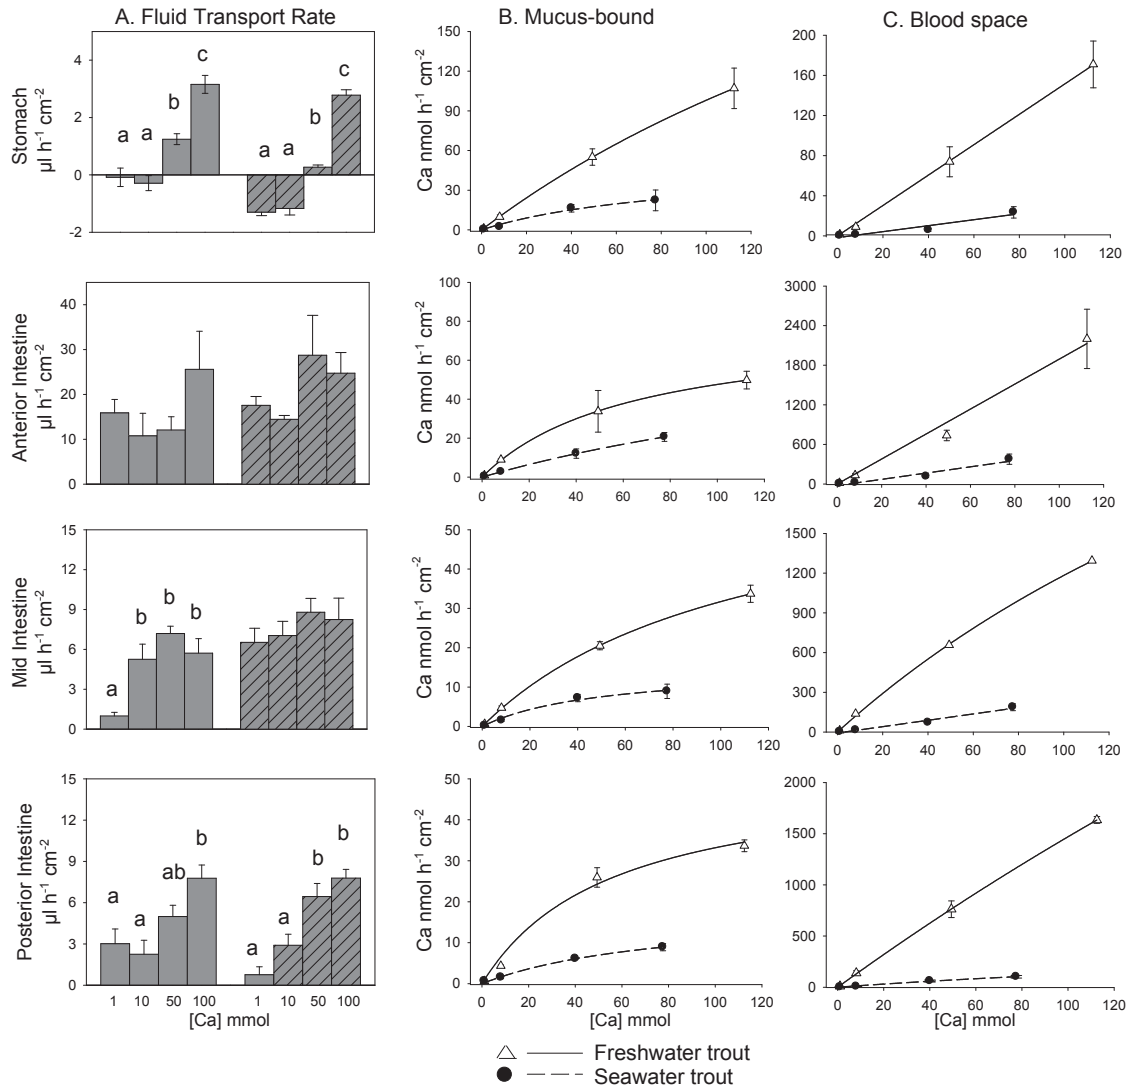 A. Fluid Transport Rate
B. Mucus-bound
C. Blood space
Stomach
µl h-1 cm-2
4
2
0
-2
a
a
b
c
a
a
b
c
Ca nmol h-1 cm-2
150
120
90
60
30
0
0 20 40 60 80 100 120
200
160
120
80
40
0
0 20 40 60 80 100 120
Anterior Intestine
µl h-1 cm-2
40
30
20
10
0
Ca nmol h-1 cm-2
100
80
60
40
20
0
0 20 40 60 80 100 120
3000
2400
1800
1200
600
0
0 20 40 60 80 100 120
Mid Intestine
µl h-1 cm-2
15
12
9
6
3
0
a
b
b
b
Ca nmol h-1 cm-2
50
40
30
20
10
0
0 20 40 60 80 100 120
1500
1200
900
600
300
0
0 20 40 60 80 100 120
Posterior Intestine
µl h-1 cm-2
15
12
9
6
3
0
a
a
ab
b
a
a
b
b
1 10 50 100 1 10 50 100
[Ca] mmol
Ca nmol h-1 cm-2
50
40
30
20
10
0
0 20 40 60 80 100 120
[Ca] mmol
2000
1500
1000
500
0
0 20 40 60 80 100 120
[Ca] mmol
Freshwater trout
Seawater trout